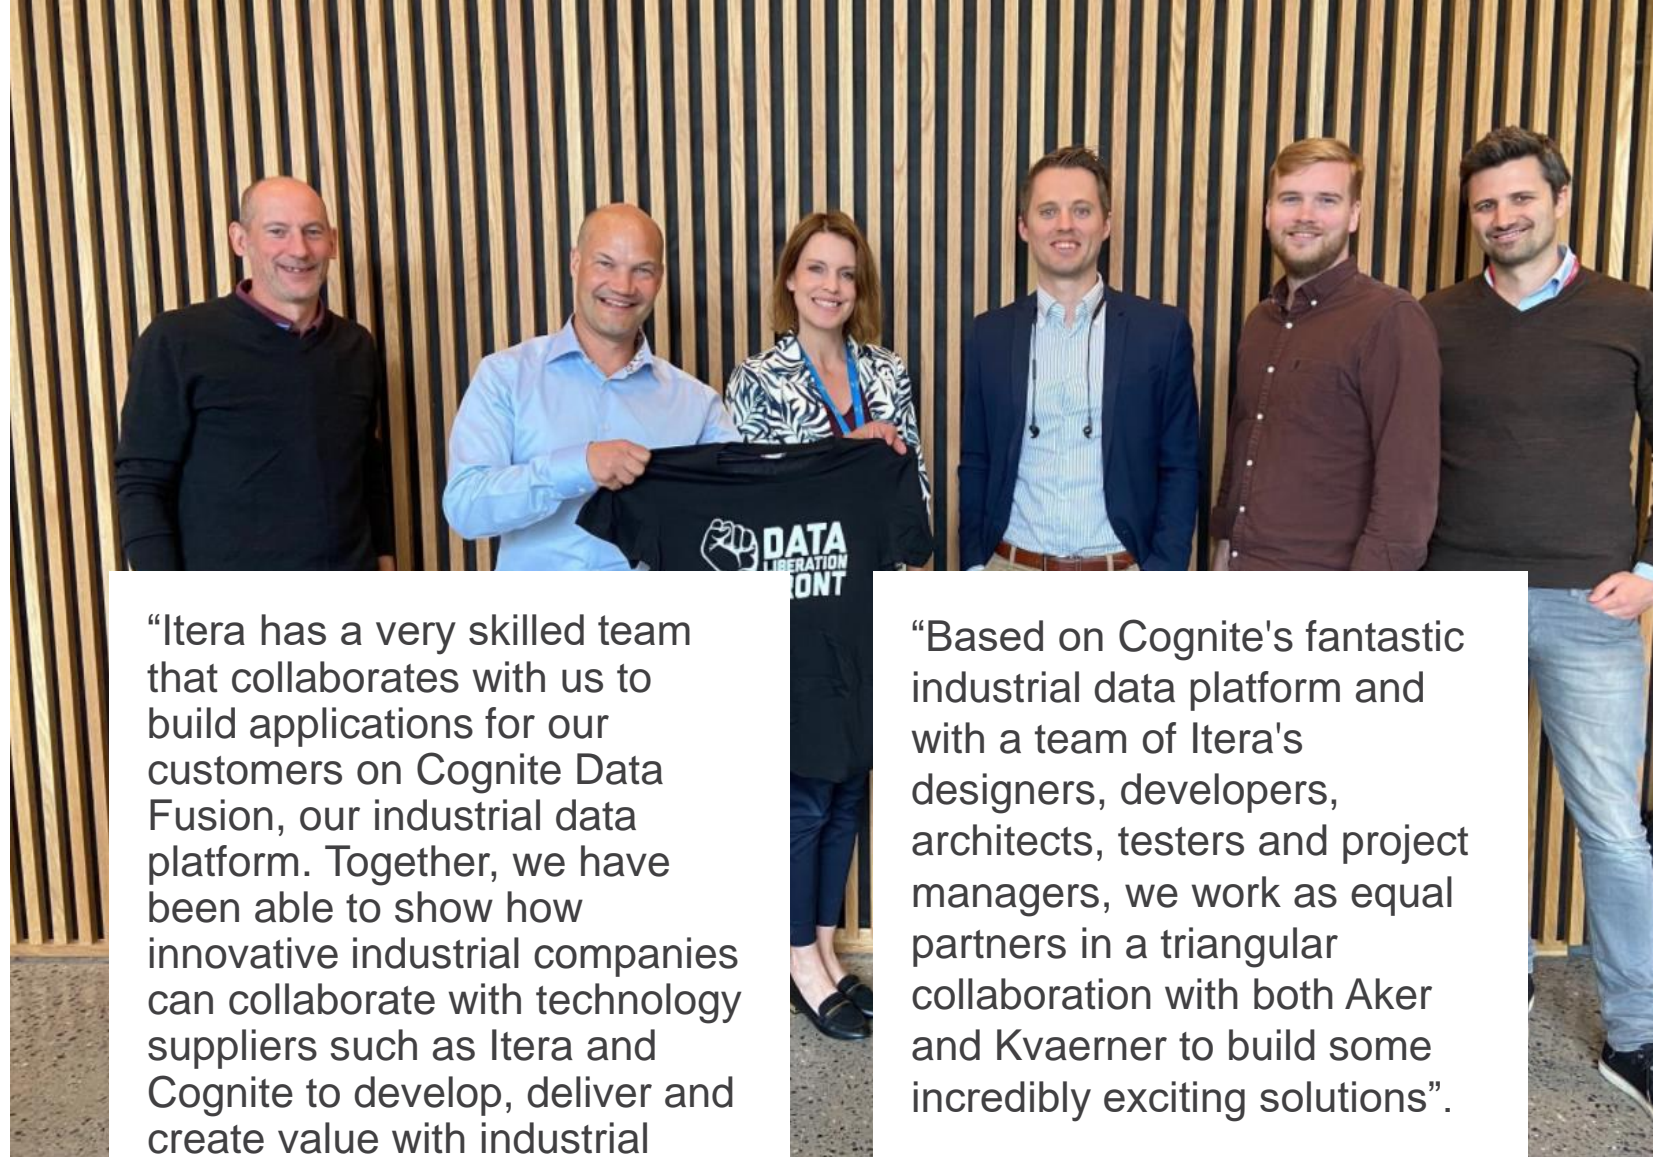 DATA
LIBERATION
FRONT
“Itera has a very skilled team
that collaborates with us to
build applications for our
customers on Cognite Data
Fusion, our industrial data
platform. Together, we have
been able to show how
innovative industrial companies
can collaborate with technology
suppliers such as Itera and
Cognite to develop, deliver and
create value with industrial
“Based on Cognite's fantastic
industrial data platform and
with a team of Itera's
designers, developers,
architects, testers and project
managers, we work as equal
partners in a triangular
collaboration with both Aker
and Kvaerner to build some
incredibly exciting solutions”.